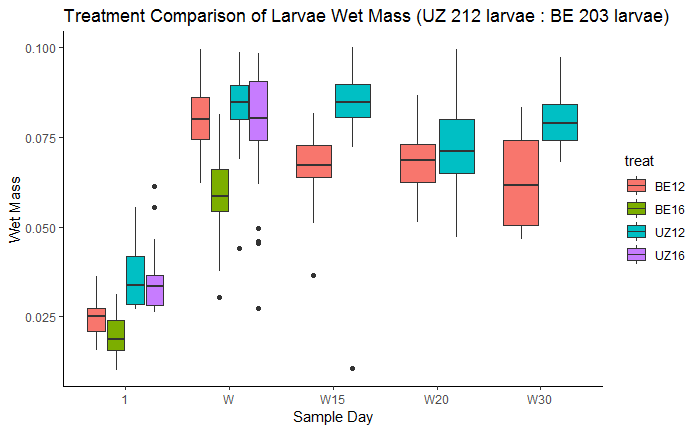 Treatment Comparison of Larvae Wet Mass (UZ 212 larvae : BE 203 larvae)
0.100
0.075
0.050
0.025
Wet Mass
1 W W15 W20 W30
Sample Day
treat
BE12
BE16
UZ12
UZ16